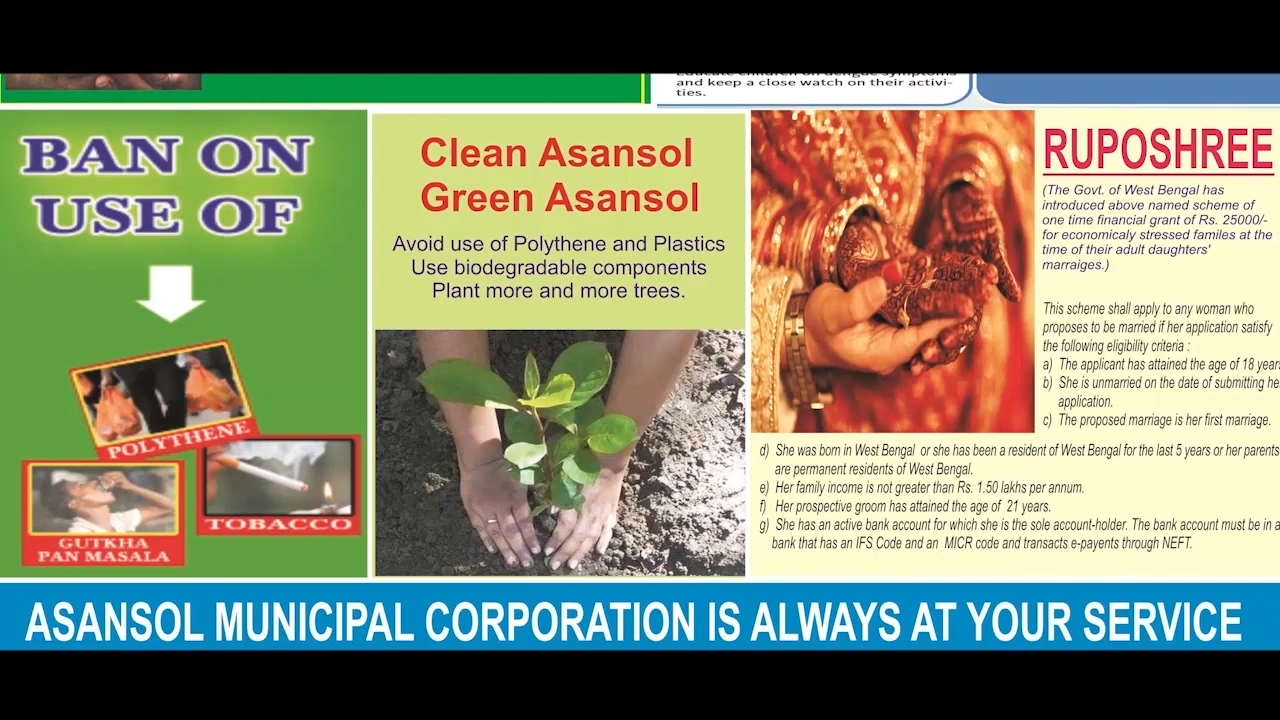 and keep a close watch on their activi-
ties.
BAN ON
USE OF
POLYTHENE
TOBACCO
GUTKHA
PAN MASALA
Clean Asansol
Green Asansol
Avoid use of Polythene and Plastics
Use biodegradable components
Plant more and more trees.
RUPOSHREE
(The Govt. of West Bengal has
introduced above named scheme of
one time financial grant of Rs. 25000/-
for economicaly stressed familes at the
time of their adult daughters'
marraiges.)
This scheme shall apply to any woman who
proposes to be married if her application satisfy
the following eligibility criteria :
a) The applicant has attained the age of 18 years
b) She is unmarried on the date of submitting he
application.
c) The proposed marriage is her first marriage.
d) She was born in West Bengal or she has been a resident of West Bengal for the last 5 years or her parents
are permanent residents of West Bengal.
e) Her family income is not greater than Rs. 1.50 lakhs per annum.
f) Her prospective groom has attained the age of 21 years.
g) She has an active bank account for which she is the sole account-holder. The bank account must be in a
bank that has an IFS Code and an MICR code and transacts e-payents through NEFT.
ASANSOL MUNICIPAL CORPORATION IS ALWAYS AT YOUR SERVICE